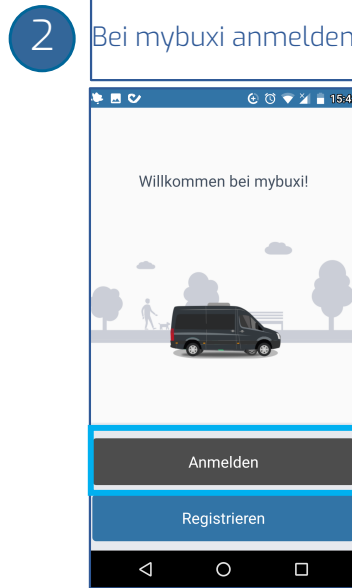 2
Bei mybuxi anmelden
15:4
Willkommen bei mybuxi!
Anmelden
Registrieren